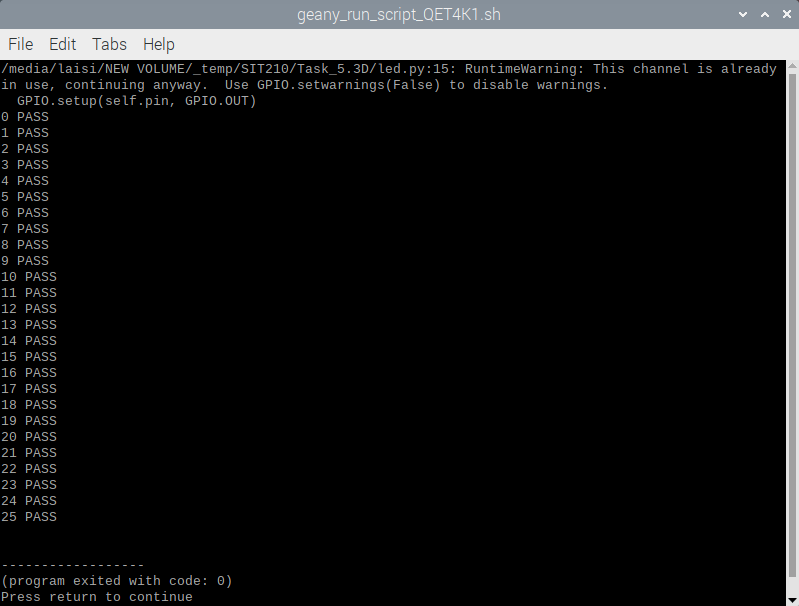 geany_run_script_QET4K1.sh
File Edit Tabs Help
/media/laisi/NEW VOLUME/_temp/SIT210/Task_5.3D/led.py:15: RuntimeWarning: This channel is already
in use, continuing anyway.  Use GPIO.setwarnings(False) to disable warnings.
  GPIO.setup(self.pin, GPIO.OUT)
0 PASS
1 PASS
2 PASS
3 PASS
4 PASS
5 PASS
6 PASS
7 PASS
8 PASS
9 PASS
10 PASS
11 PASS
12 PASS
13 PASS
14 PASS
15 PASS
16 PASS
17 PASS
18 PASS
19 PASS
20 PASS
21 PASS
22 PASS
23 PASS
24 PASS
25 PASS
------------------
(program exited with code: 0)
Press return to continue